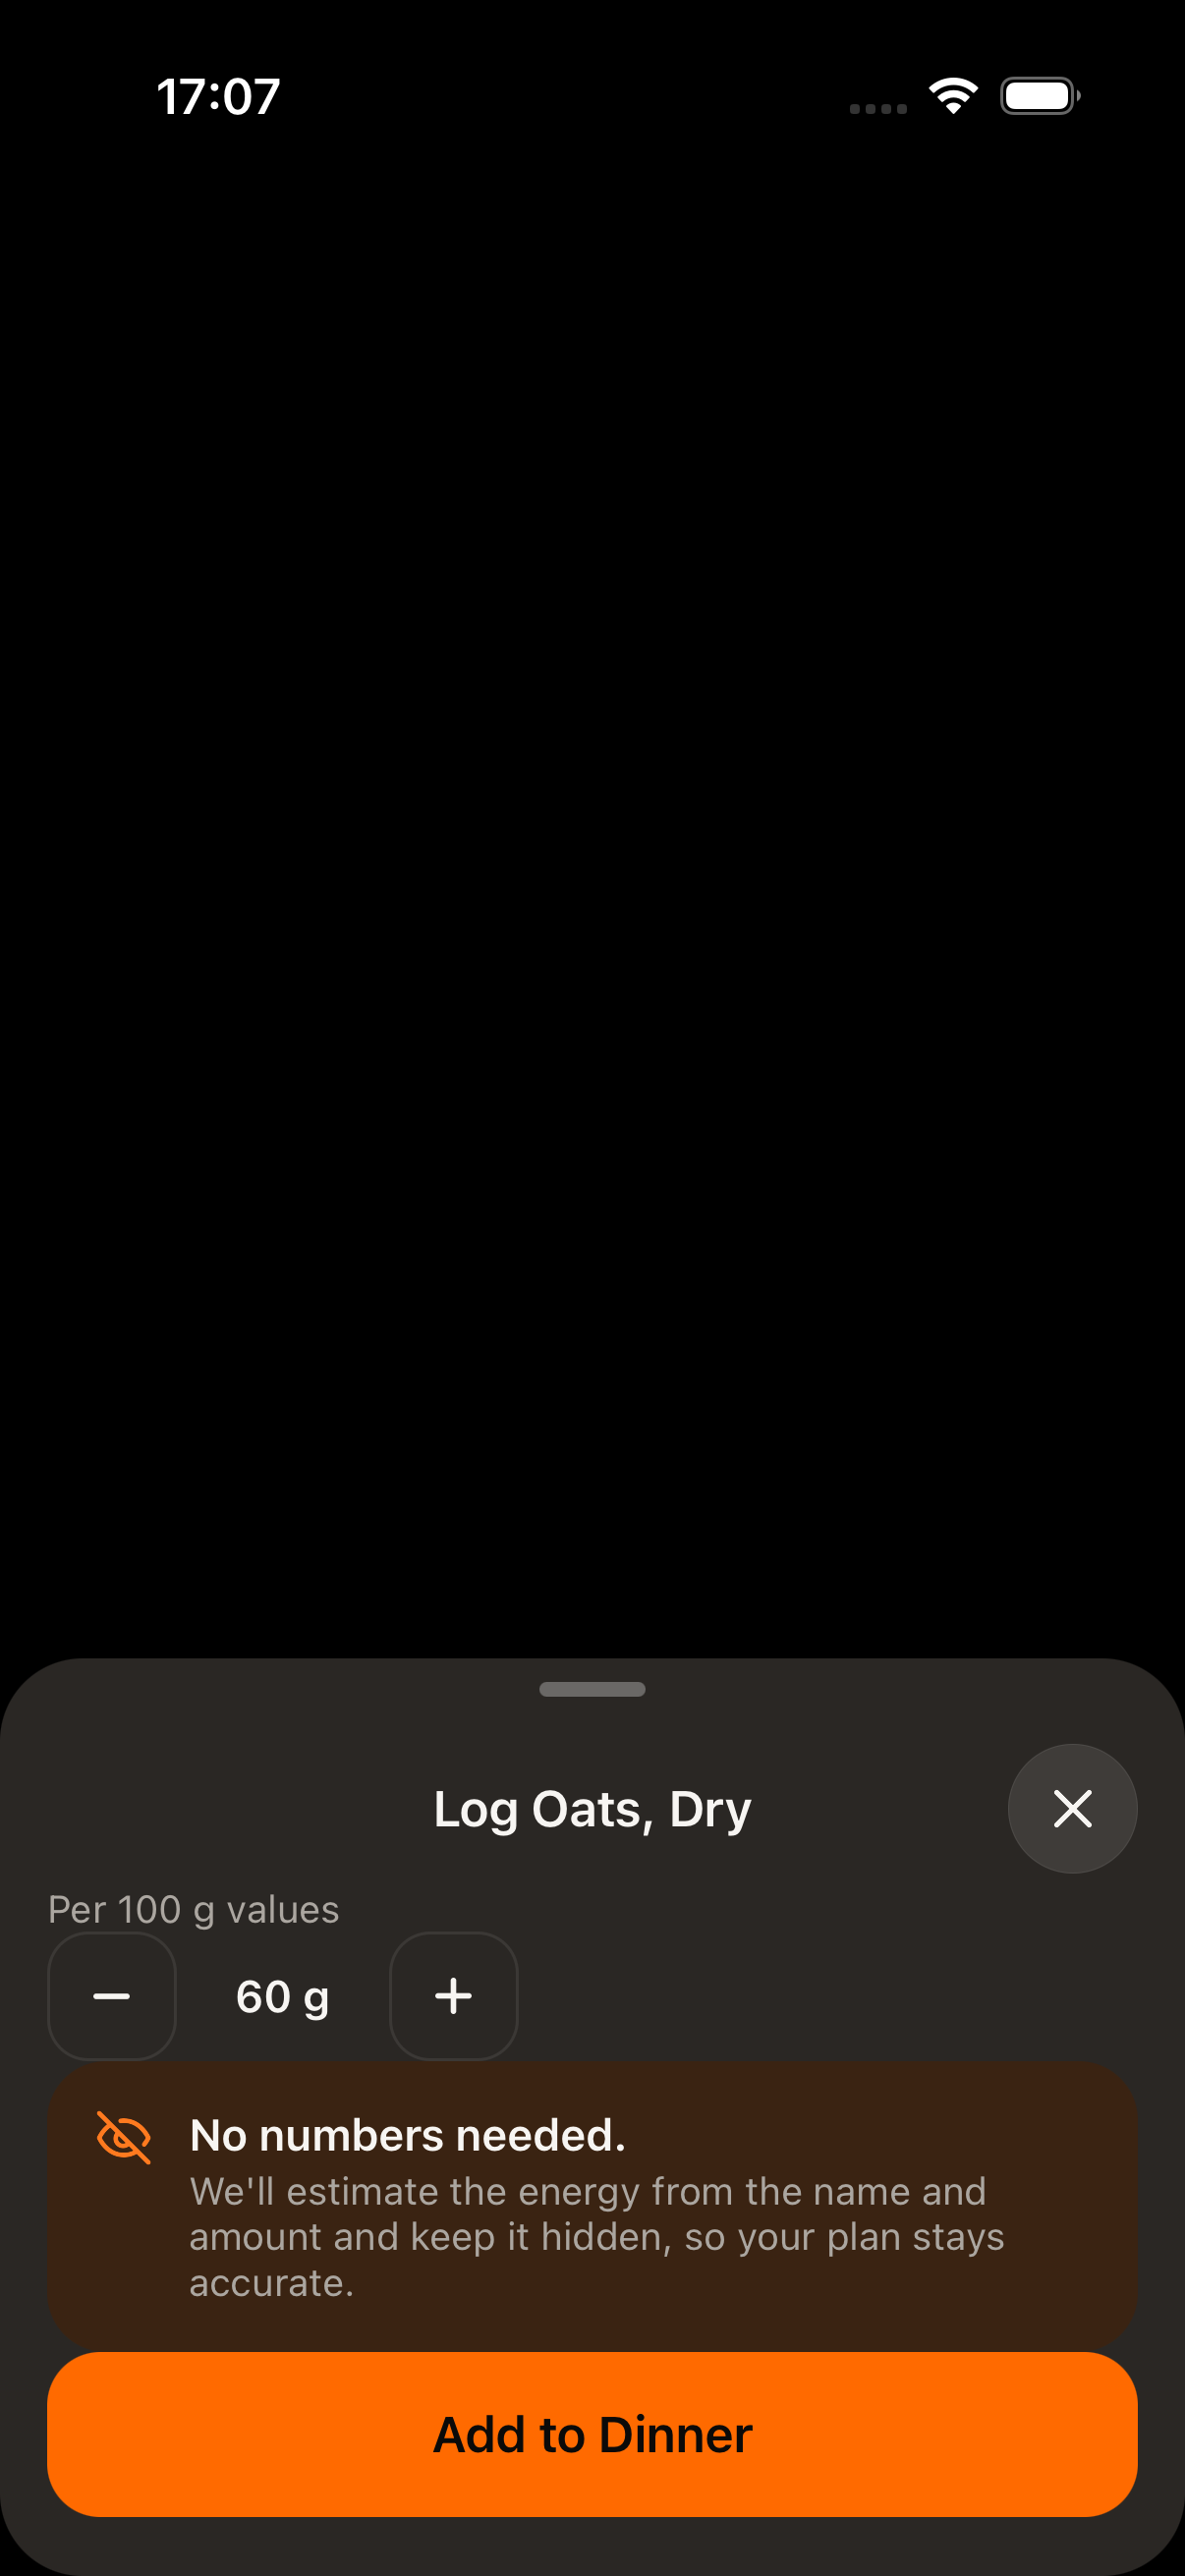 17:07
Log Oats, Dry
Per 100 g values
60 g
No numbers needed.
We'll estimate the energy from the name and
amount and keep it hidden, so your plan stays
accurate.
Add to Dinner